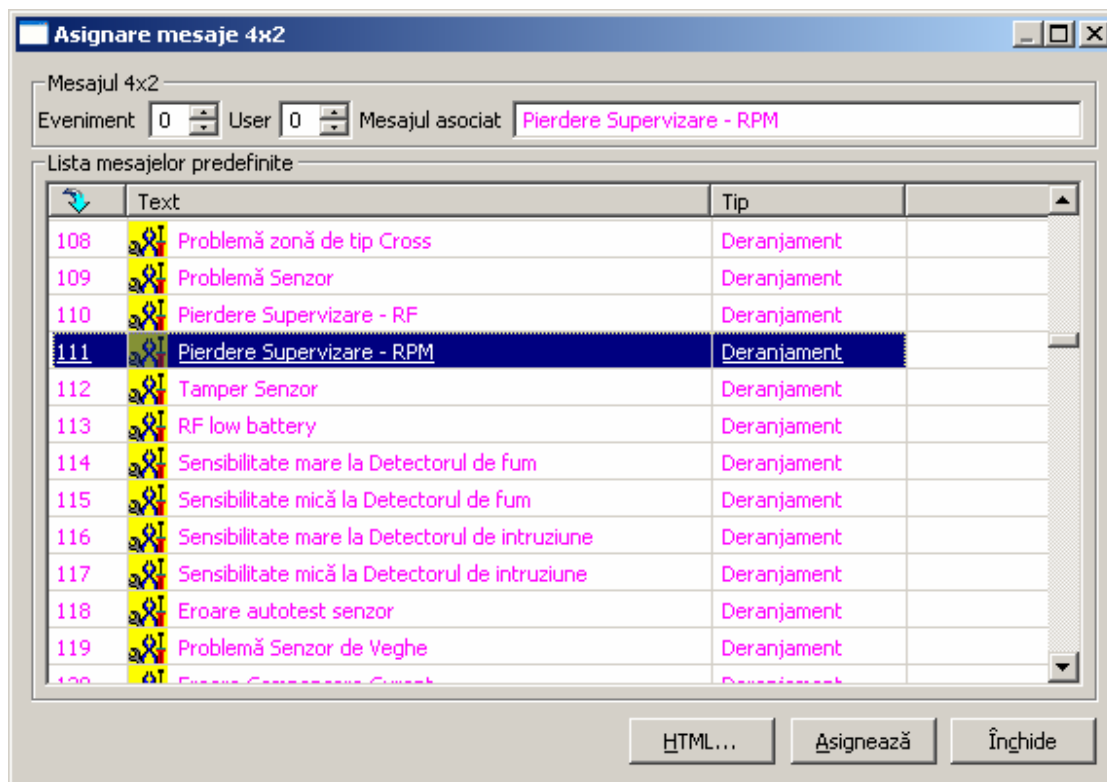 Asignare mesaje 4x2
Mesajul 4x2
Eveniment 0 User 0 Mesajul asociat Pierdere Supervizare - RPM
Lista mesajelor predefinite
Text Tip
108 Problemă zonă de tip Cross Deranjament
109 Problemă Senzor Deranjament
110 Pierdere Supervizare - RF Deranjament
111 Pierdere Supervizare - RPM Deranjament
112 Tamper Senzor Deranjament
113 RF low battery Deranjament
114 Sensibilitate mare la Detectorul de fum Deranjament
115 Sensibilitate mică la Detectorul de fum Deranjament
116 Sensibilitate mare la Detectorul de intruziune Deranjament
117 Sensibilitate mică la Detectorul de intruziune Deranjament
118 Eroare autotest senzor Deranjament
119 Problemă Senzor de Veghe Deranjament
HTML... Asignează Închide